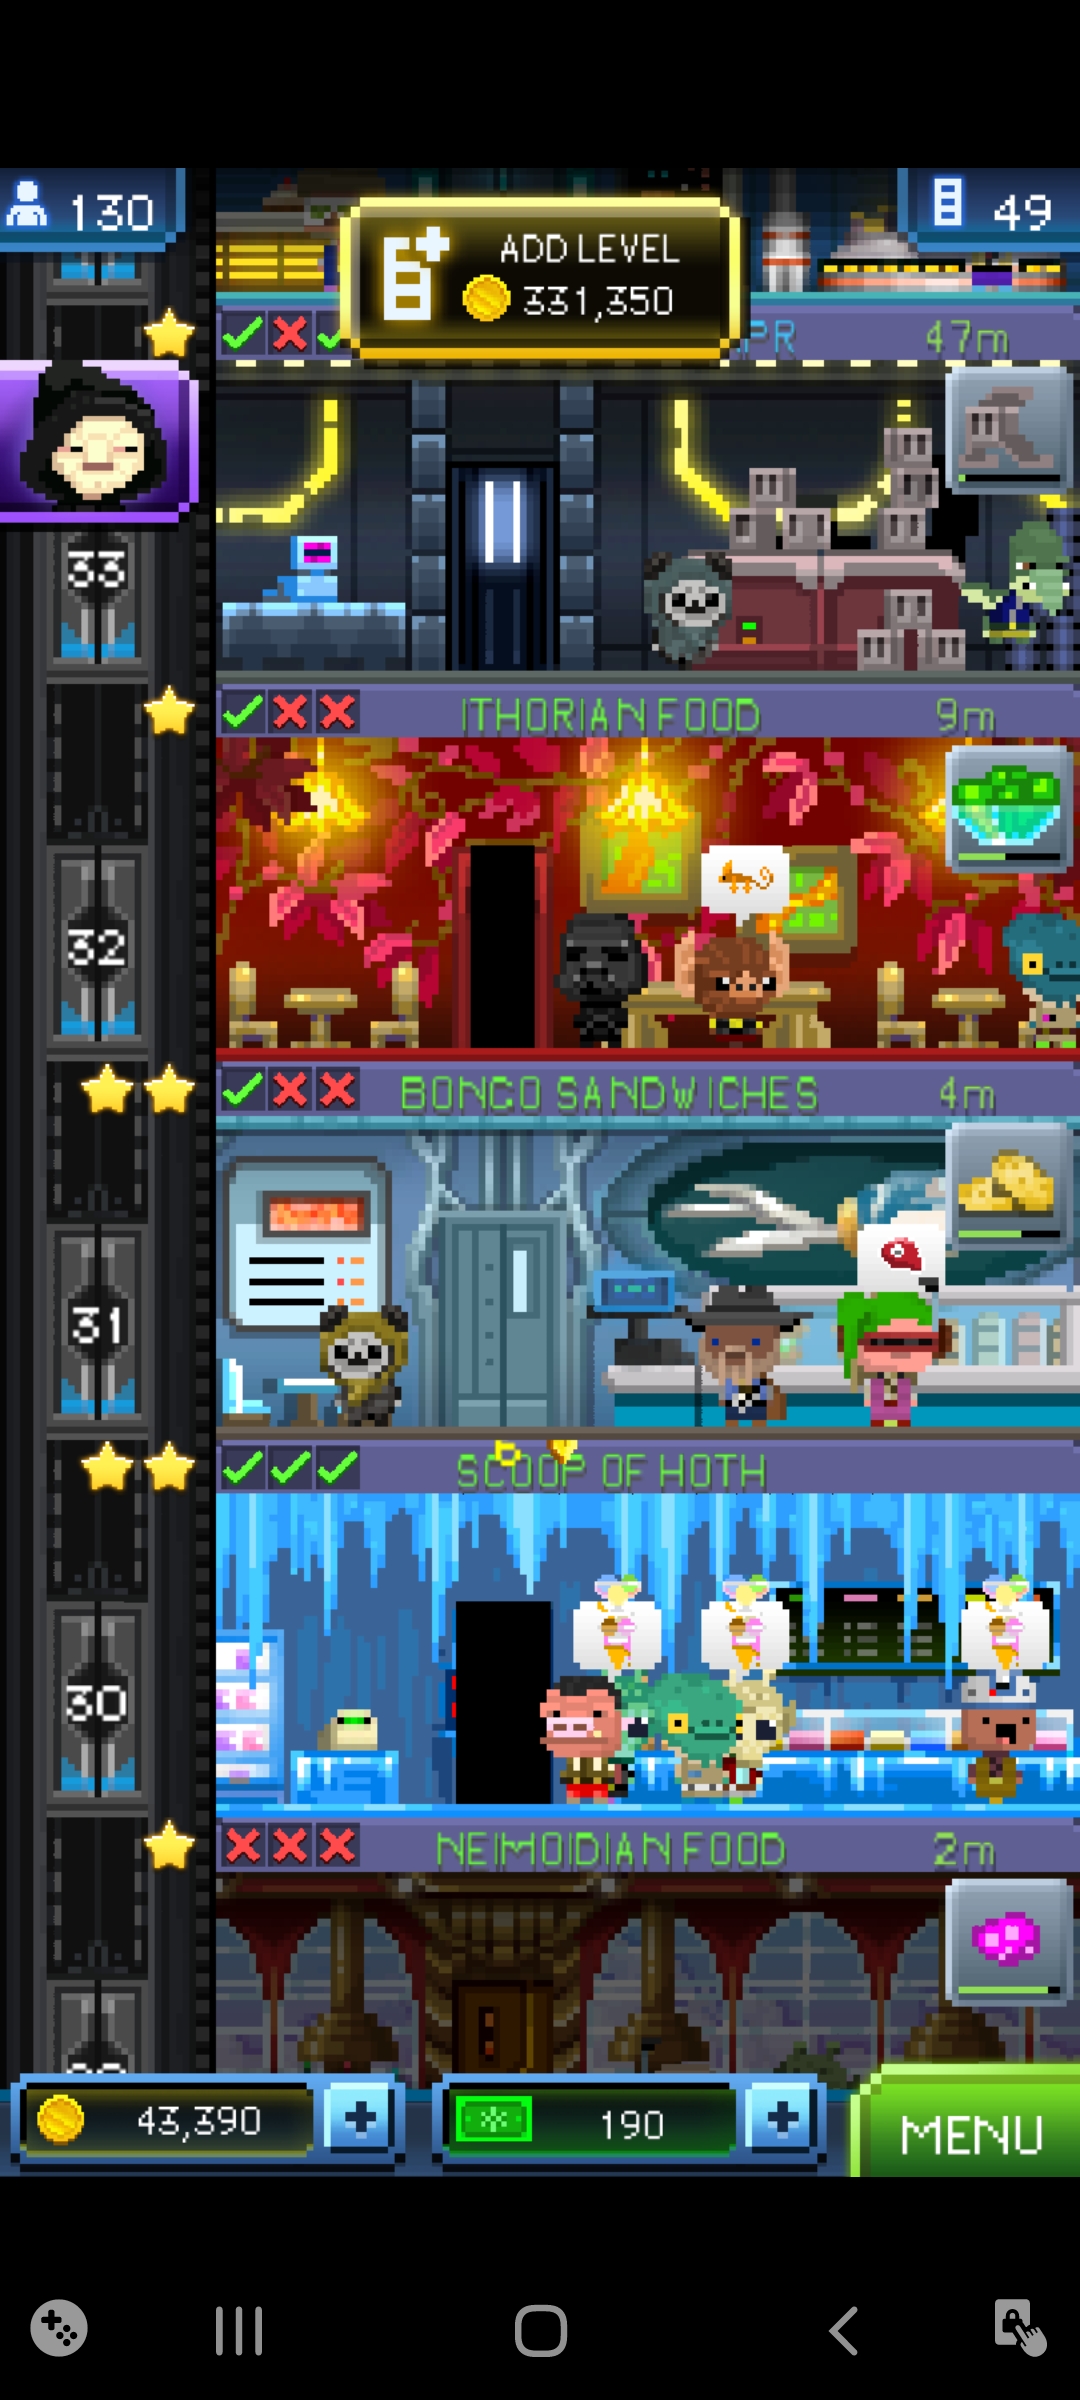 130
49
ADD LEVEL
331,350
47m
33
ITHORIAN FOOD
9m
32
BONGO SANDWICHES
4m
31
SCOOP OF HOTH
30
NEIMOIDIAN FOOD
2m
43,390
190
MENU